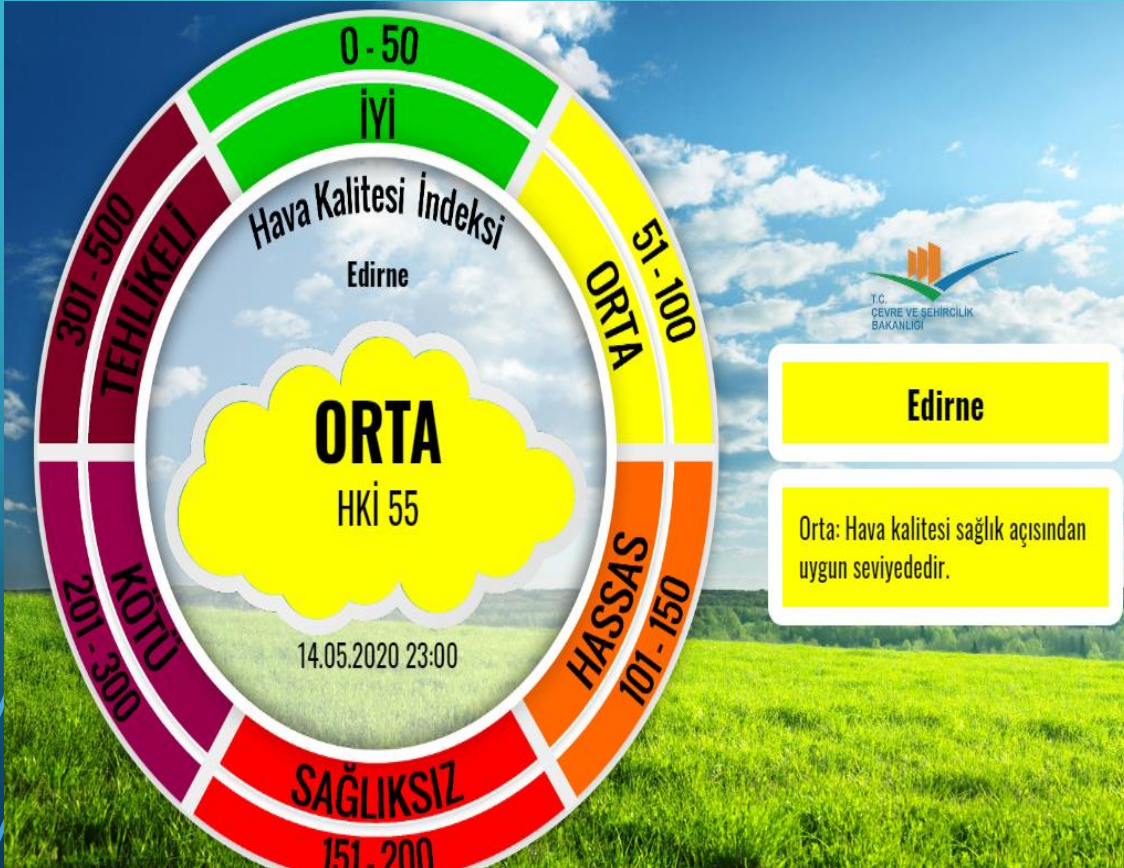 0 - 50
İYİ
51 - 100
ORTA
101 - 150
HASSAS
151 - 200
SAĞLIKSIZ
201 - 300
KÖTÜ
301 - 500
TEHLİKELİ
Hava Kalitesi İndeksi
Edirne
ORTA
HKİ 55
14.05.2020 23:00
T.C.
ÇEVRE VE ŞEHİRCİLİK
BAKANLIĞI
Edirne
Orta: Hava kalitesi sağlık açısından
uygun seviyededir.